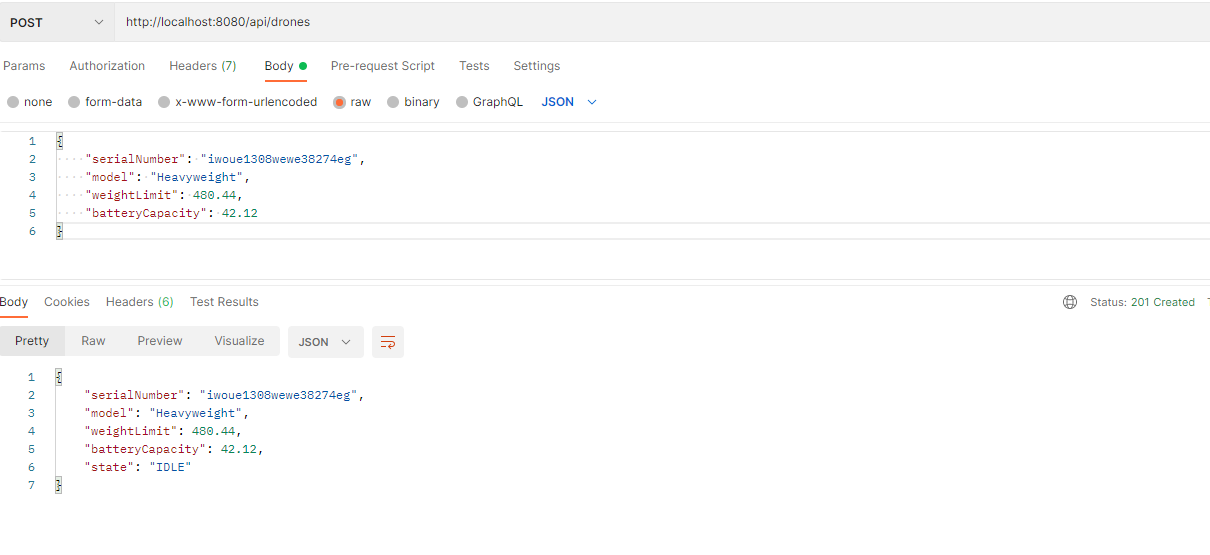 POST http://localhost:8080/api/drones
Params Authorization Headers (7) Body Pre-request Script Tests Settings
none form-data x-www-form-urlencoded raw binary GraphQL JSON
1 {
2 "serialNumber": "iwoue1308wewe38274eg",
3 "model": "Heavyweight",
4 "weightLimit": 480.44,
5 "batteryCapacity": 42.12
6 }
Body Cookies Headers (6) Test Results Status: 201 Created
Pretty Raw Preview Visualize JSON
1 {
2 "serialNumber": "iwoue1308wewe38274eg",
3 "model": "Heavyweight",
4 "weightLimit": 480.44,
5 "batteryCapacity": 42.12,
6 "state": "IDLE"
7 }